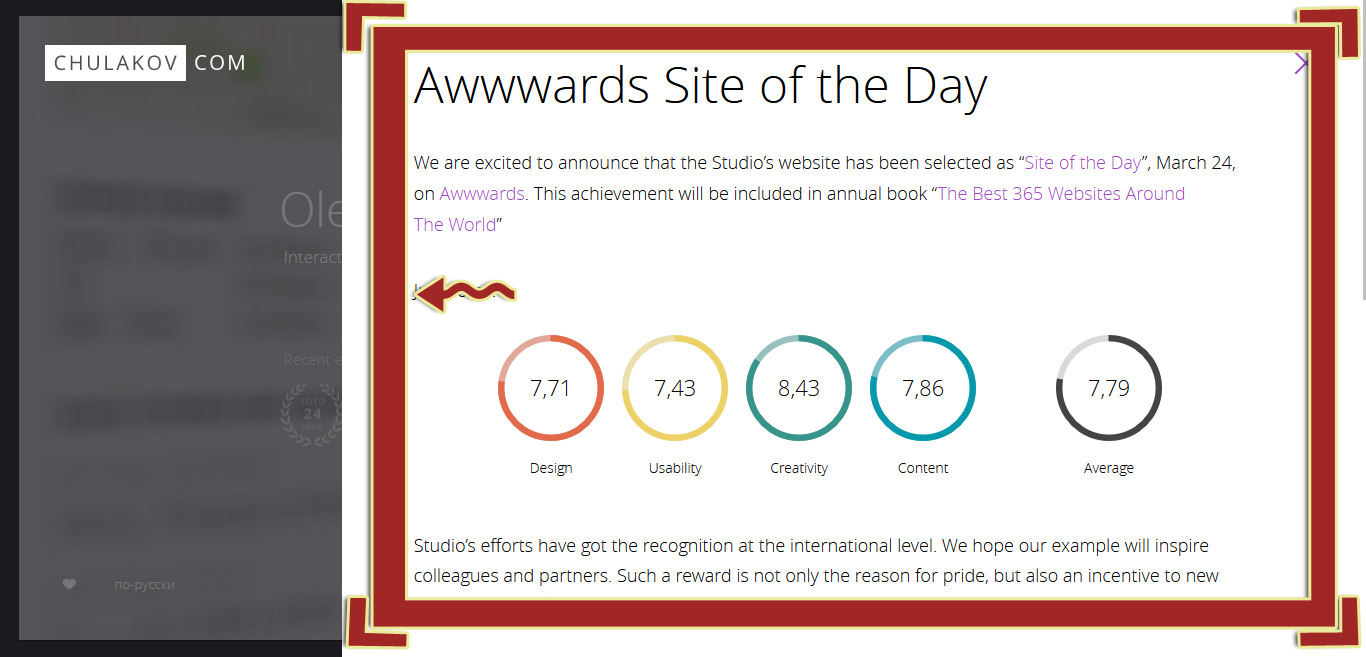 CHULAKOV COM
Awwwards Site of the Day
We are excited to announce that the Studio’s website has been selected as “Site of the Day”, March 24,
on Awwwards. This achievement will be included in annual book “The Best 365 Websites Around
The World”
Ole
Interact
Recent e
SOTD
24
MAR
7,71
7,43
8,43
7,86
7,79
Design
Usability
Creativity
Content
Average
Studio’s efforts have got the recognition at the international level. We hope our example will inspire
colleagues and partners. Such a reward is not only the reason for pride, but also an incentive to new
по-русски